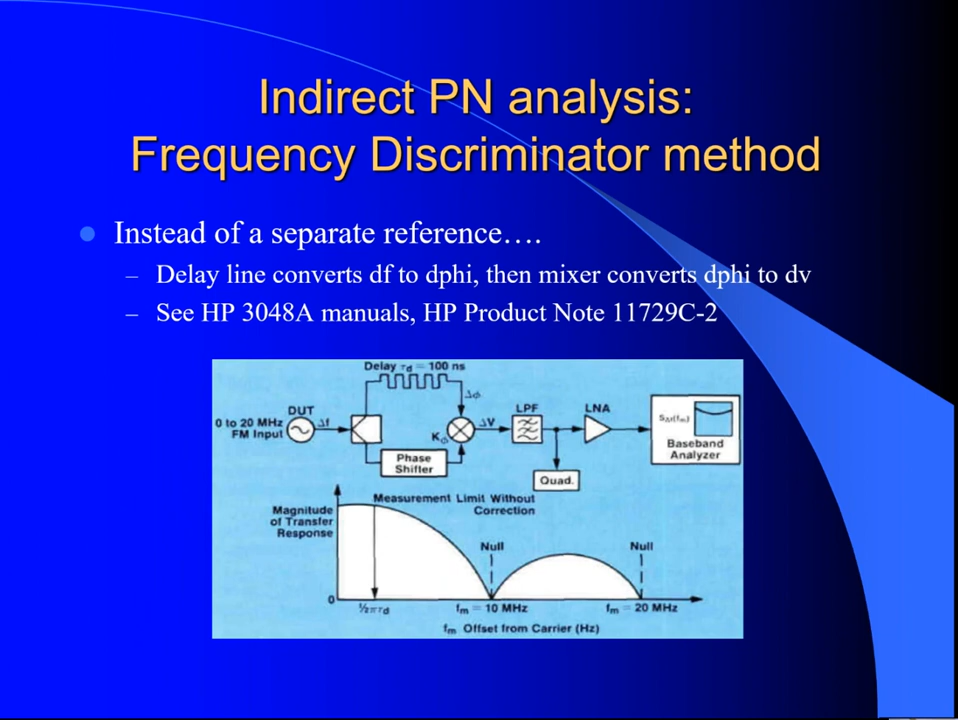 Indirect PN analysis:
Frequency Discriminator method
Instead of a separate reference….
– Delay line converts df to dphi, then mixer converts dphi to dv
– See HP 3048A manuals, HP Product Note 11729C-2
Delay τd = 100 ns
Δϕ
DUT
0 to 20 MHz
FM Input
Δf
Kϕ
ΔV
LPF
LNA
SΔf(fm)
Baseband
Analyzer
Phase
Shifter
Quad.
Measurement Limit Without
Correction
Magnitude
of Transfer
Response
Null
Null
0
½πτd
fm = 10 MHz
fm = 20 MHz
fm Offset from Carrier (Hz)